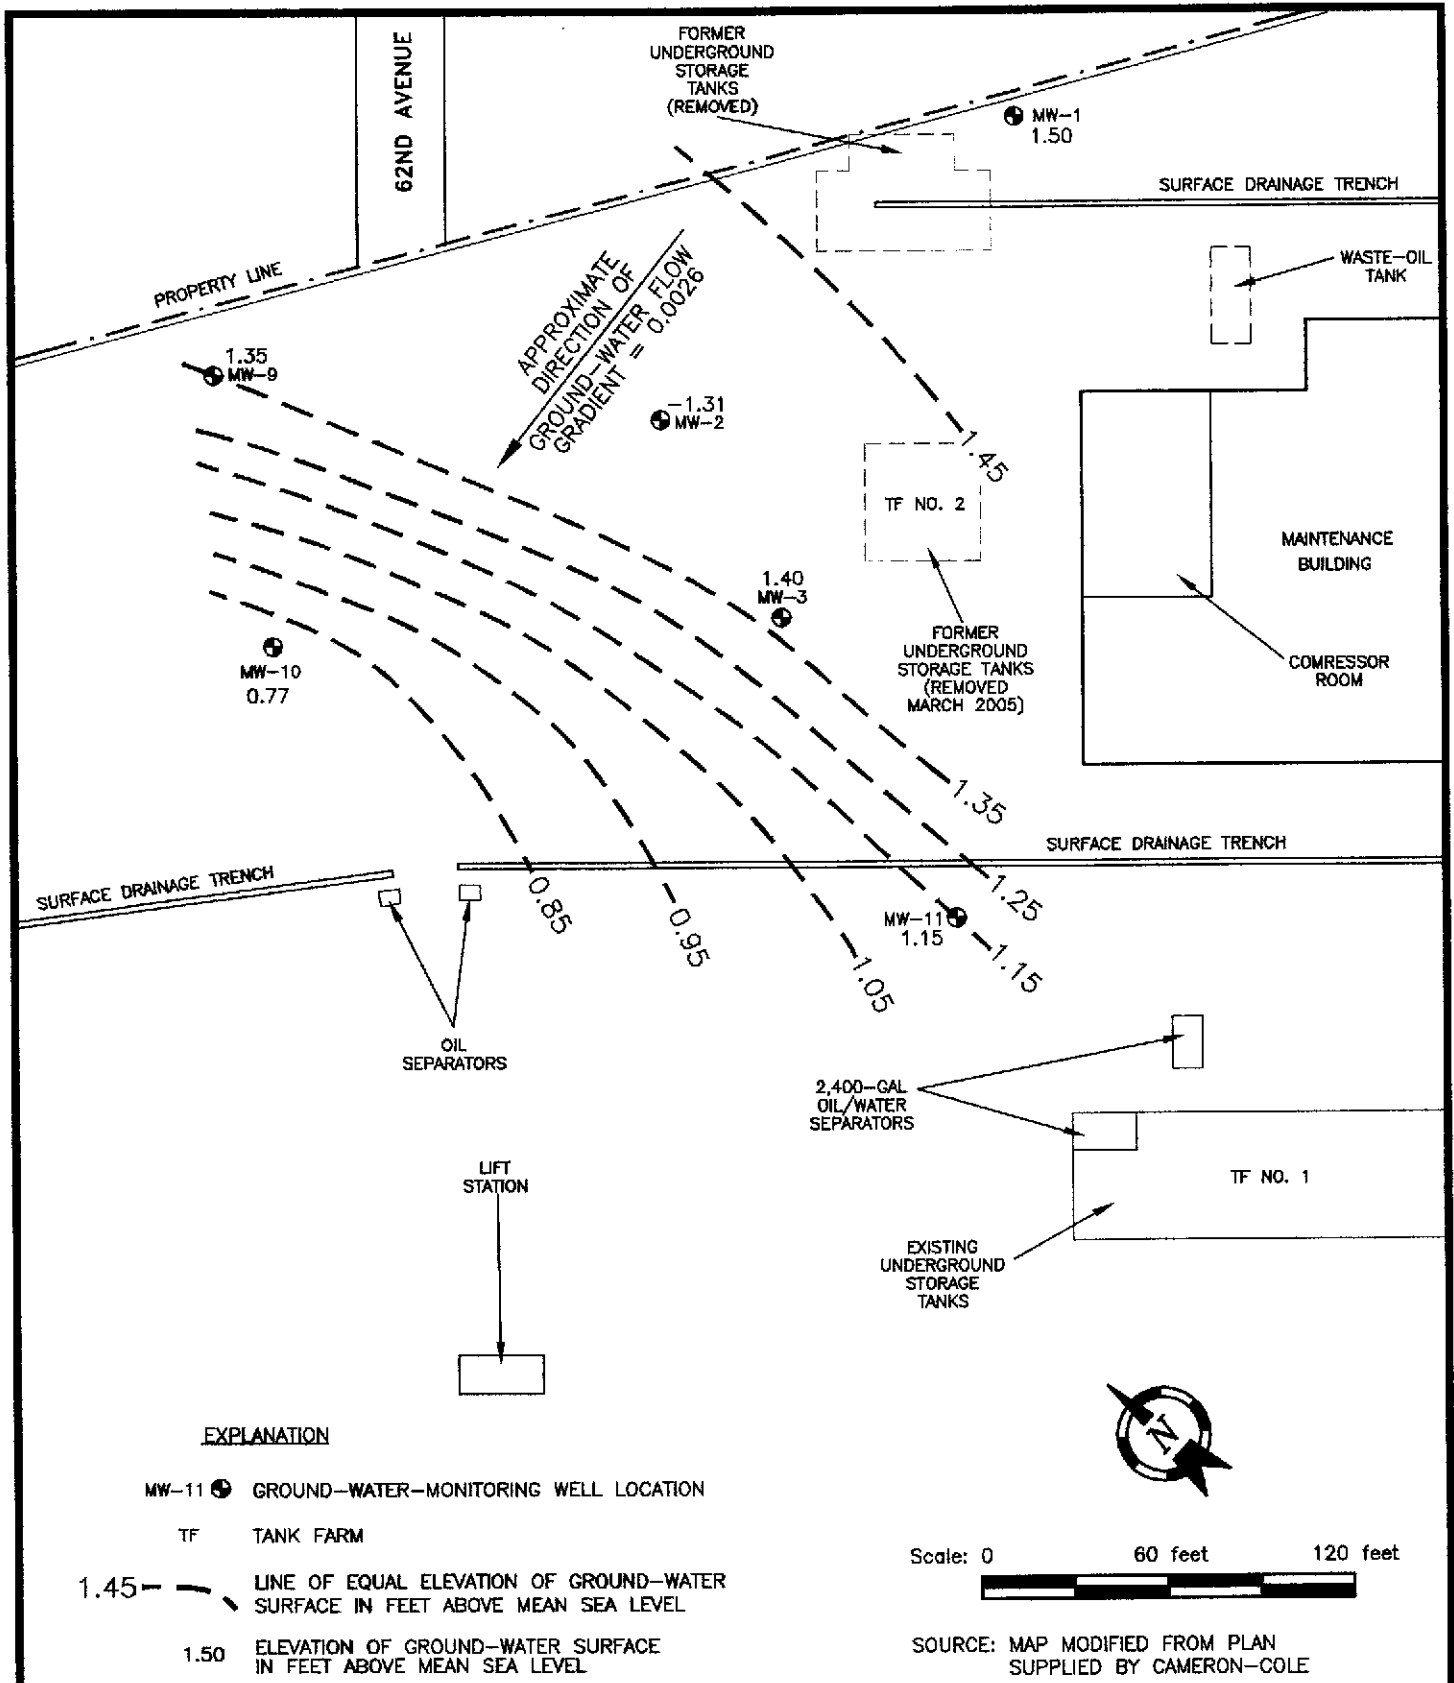 FORMER
UNDERGROUND
STORAGE
TANKS
(REMOVED)
62ND AVENUE
MW-1
1.50
SURFACE DRAINAGE TRENCH
WASTE-OIL
TANK
PROPERTY LINE
APPROXIMATE
DIRECTION OF
GROUND-WATER FLOW
GRADIENT = 0.0026
1.35
MW-9
-1.31
MW-2
1.45
TF NO. 2
MAINTENANCE
BUILDING
1.40
MW-3
FORMER
UNDERGROUND
STORAGE TANKS
(REMOVED
MARCH 2005)
COMRESSOR
ROOM
MW-10
0.77
1.35
SURFACE DRAINAGE TRENCH
SURFACE DRAINAGE TRENCH
0.85
0.95
1.05
MW-11
1.15
1.25
1.15
OIL
SEPARATORS
2,400-GAL
OIL/WATER
SEPARATORS
LIFT
STATION
TF NO. 1
EXISTING
UNDERGROUND
STORAGE
TANKS
N
EXPLANATION
MW-11 GROUND-WATER-MONITORING WELL LOCATION
TF TANK FARM
1.45 LINE OF EQUAL ELEVATION OF GROUND-WATER
SURFACE IN FEET ABOVE MEAN SEA LEVEL
1.50 ELEVATION OF GROUND-WATER SURFACE
IN FEET ABOVE MEAN SEA LEVEL
Scale: 0 60 feet 120 feet
SOURCE: MAP MODIFIED FROM PLAN
SUPPLIED BY CAMERON-COLE